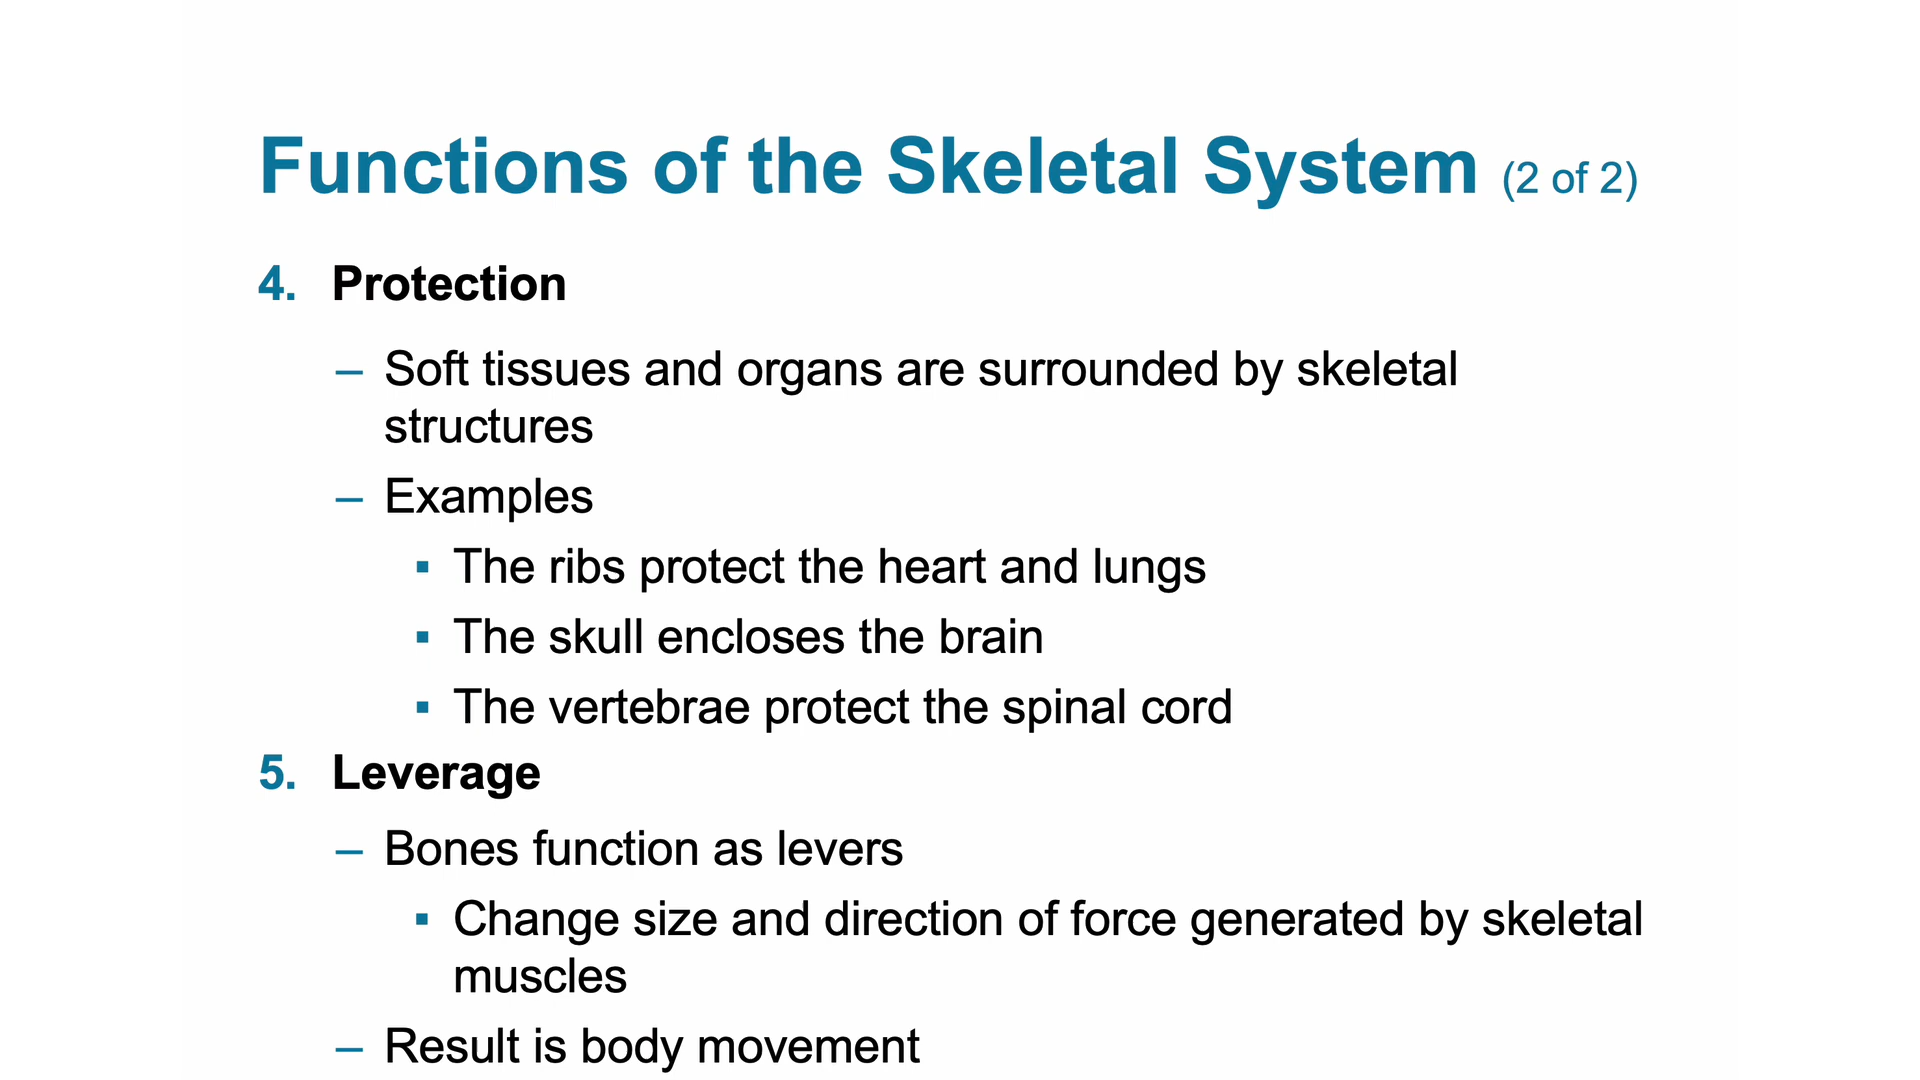 Functions of the Skeletal System (2 of 2)
4. Protection
– Soft tissues and organs are surrounded by skeletal
structures
– Examples
▪ The ribs protect the heart and lungs
▪ The skull encloses the brain
▪ The vertebrae protect the spinal cord
5. Leverage
– Bones function as levers
▪ Change size and direction of force generated by skeletal
muscles
– Result is body movement